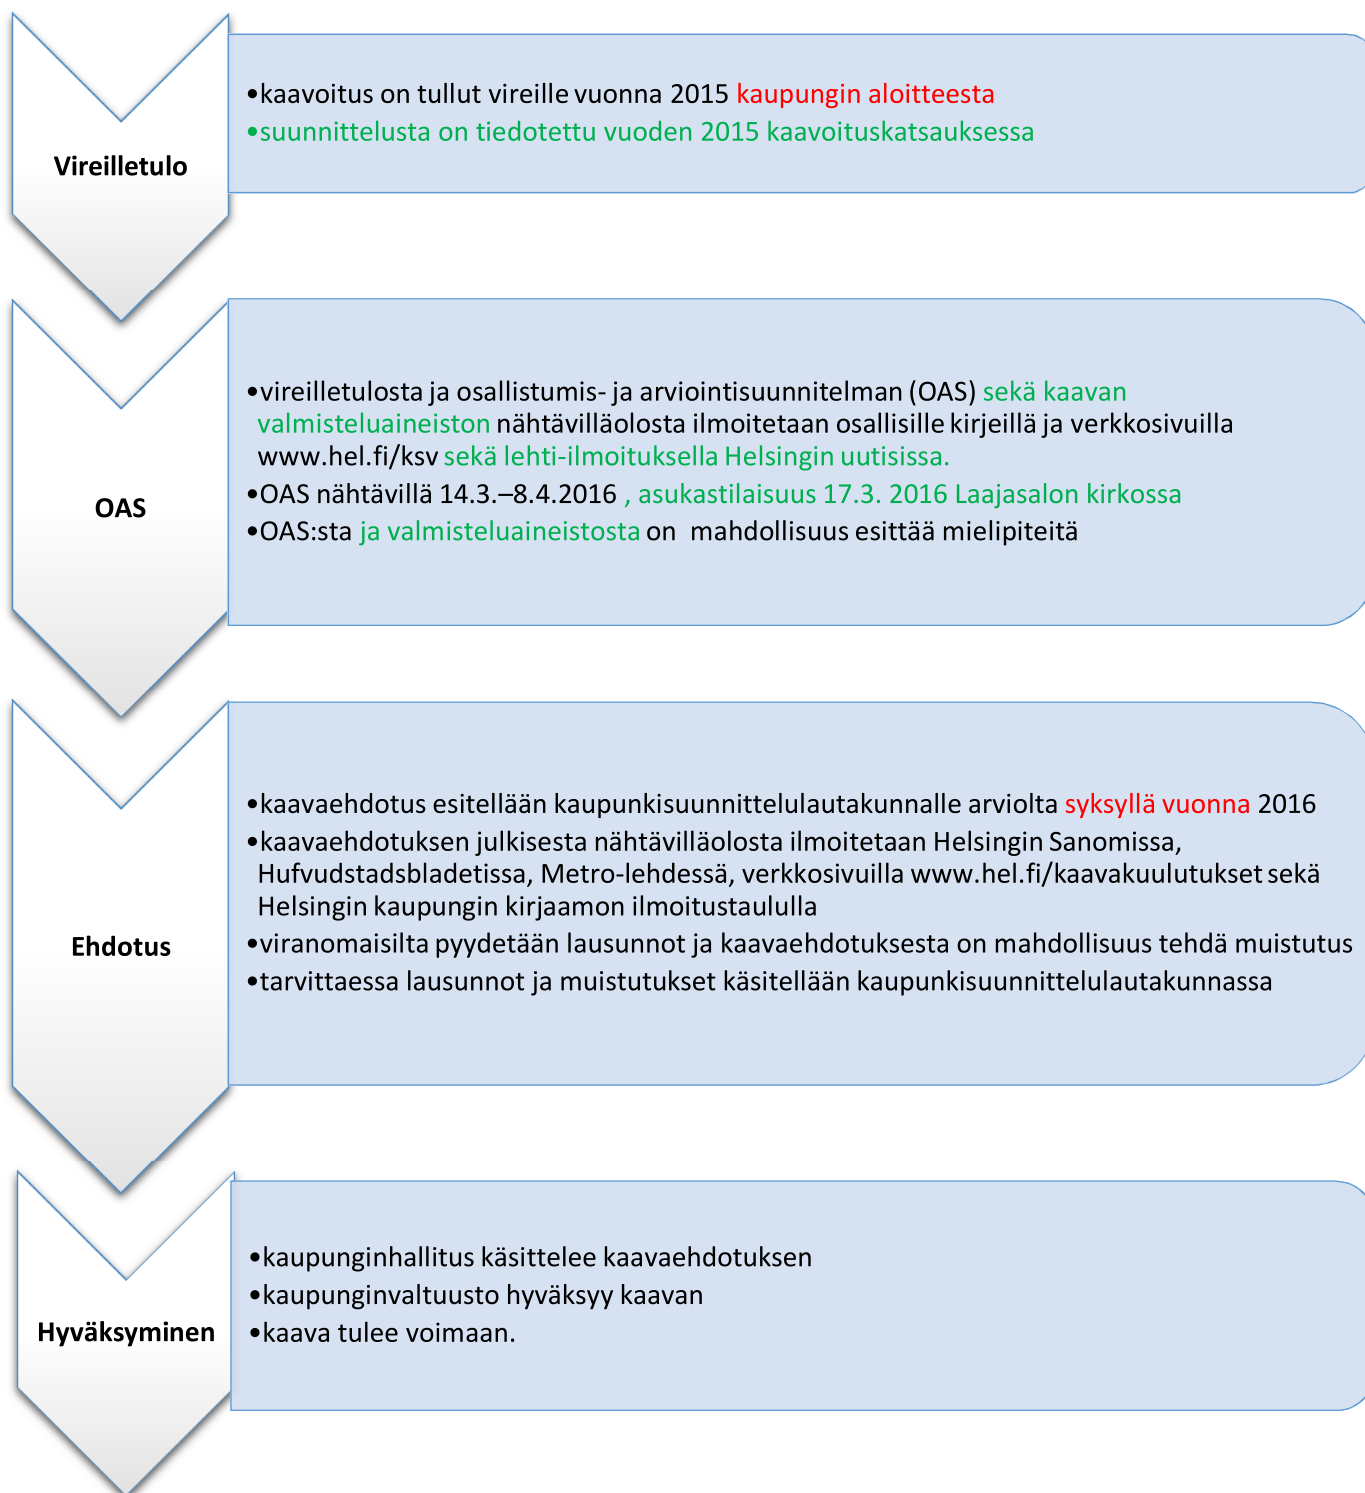 Vireilletulo
•kaavoitus on tullut vireille vuonna 2015 kaupungin aloitteesta
•suunnittelusta on tiedotettu vuoden 2015 kaavoituskatsauksessa
OAS
•vireilletulosta ja osallistumis- ja arviointisuunnitelman (OAS) sekä kaavan
valmisteluaineiston nähtävilläolosta ilmoitetaan osallisille kirjeillä ja verkkosivuilla
www.hel.fi/ksv sekä lehti-ilmoituksella Helsingin uutisissa.
•OAS nähtävillä 14.3.–8.4.2016 , asukastilaisuus 17.3. 2016 Laajasalon kirkossa
•OAS:sta ja valmisteluaineistosta on  mahdollisuus esittää mielipiteitä
Ehdotus
•kaavaehdotus esitellään kaupunkisuunnittelulautakunnalle arviolta syksyllä vuonna 2016
•kaavaehdotuksen julkisesta nähtävilläolosta ilmoitetaan Helsingin Sanomissa,
Hufvudstadsbladetissa, Metro-lehdessä, verkkosivuilla www.hel.fi/kaavakuulutukset sekä
Helsingin kaupungin kirjaamon ilmoitustaululla
•viranomaisilta pyydetään lausunnot ja kaavaehdotuksesta on mahdollisuus tehdä muistutus
•tarvittaessa lausunnot ja muistutukset käsitellään kaupunkisuunnittelulautakunnassa
Hyväksyminen
•kaupunginhallitus käsittelee kaavaehdotuksen
•kaupunginvaltuusto hyväksyy kaavan
•kaava tulee voimaan.